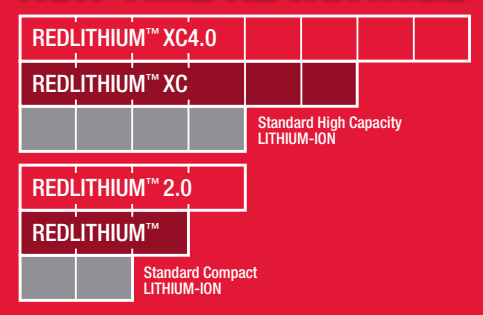 REDLITHIUM™ XC4.0
REDLITHIUM™ XC
Standard High Capacity
LITHIUM-ION
REDLITHIUM™ 2.0
REDLITHIUM™
Standard Compact
LITHIUM-ION